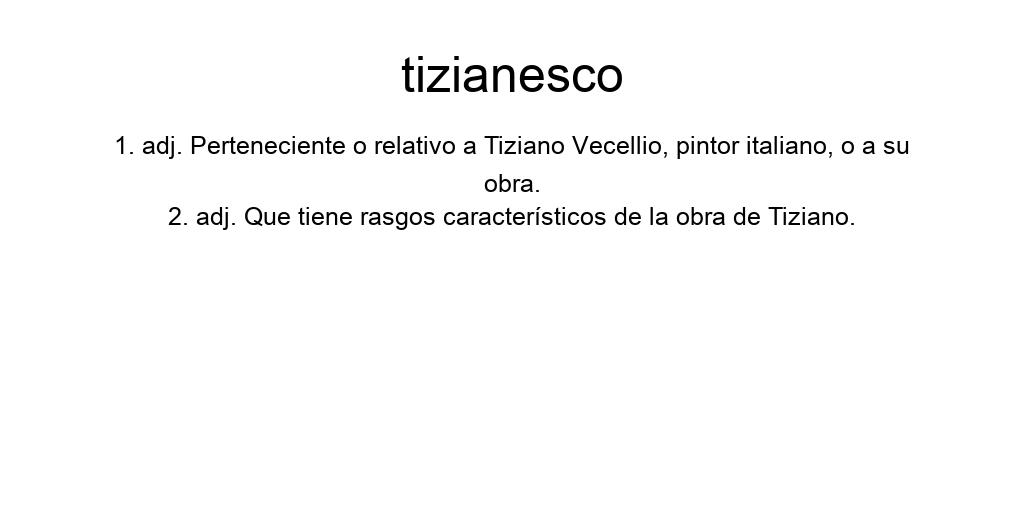 tizianesco
1. adj. Perteneciente o relativo a Tiziano Vecellio, pintor italiano, o a su
obra.
2. adj. Que tiene rasgos característicos de la obra de Tiziano.